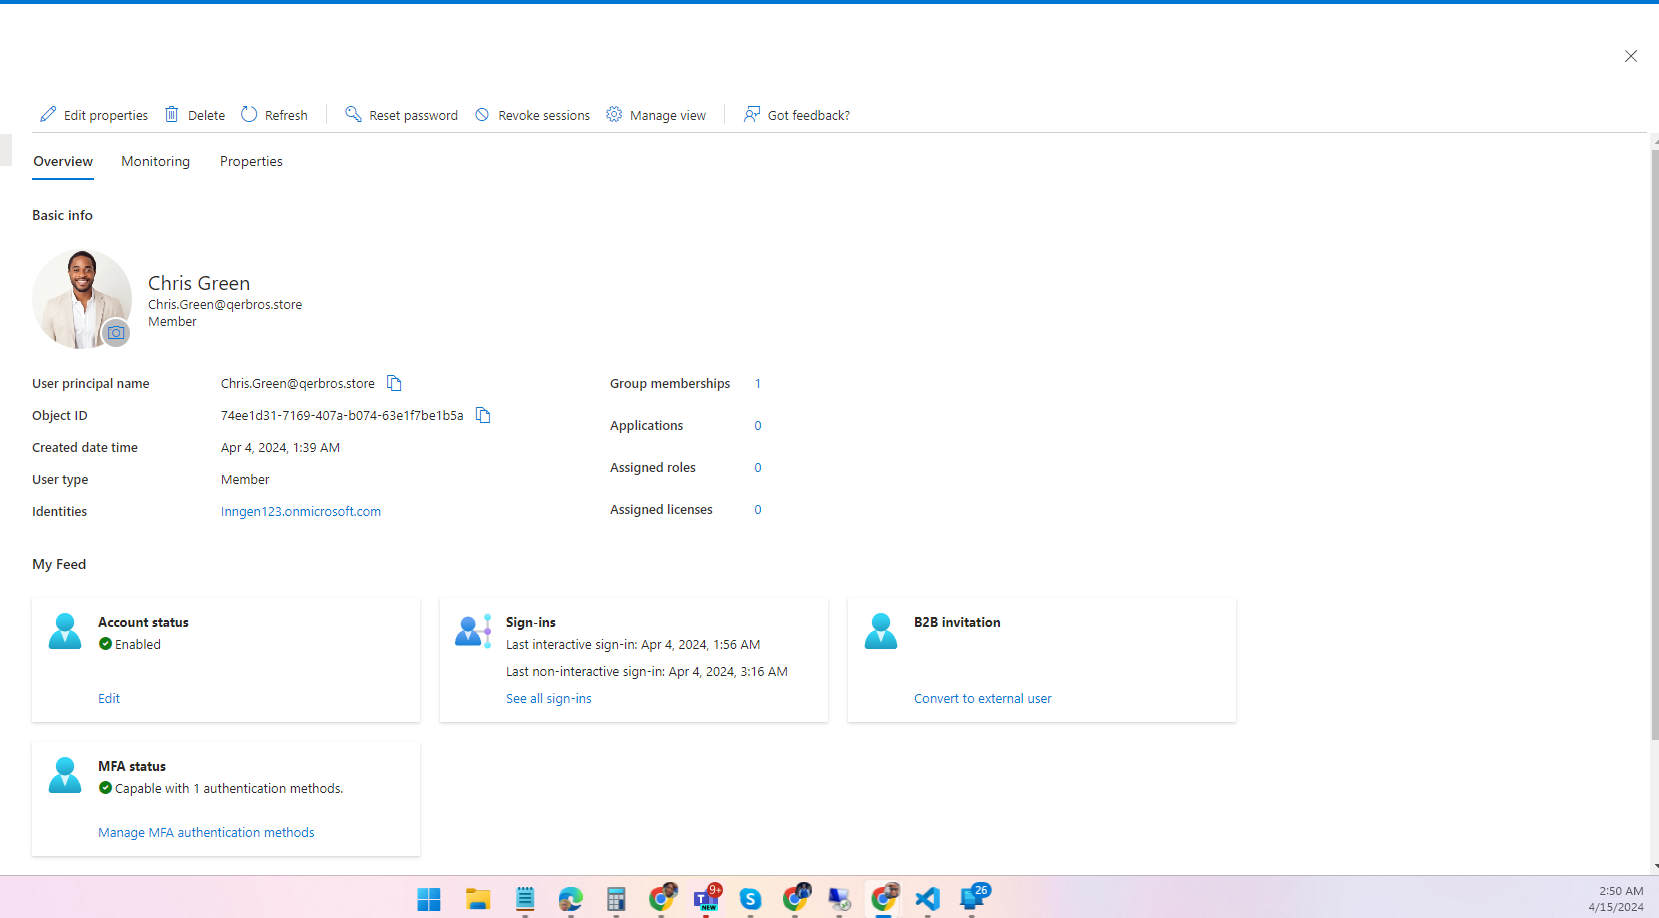 Edit properties Delete Refresh Reset password Revoke sessions Manage view Got feedback?
Overview Monitoring Properties
Basic info
Chris Green
Chris.Green@qerbros.store
Member
User principal name Chris.Green@qerbros.store
Object ID 74ee1d31-7169-407a-b074-63e1f7be1b5a
Created date time Apr 4, 2024, 1:39 AM
User type Member
Identities Inngen123.onmicrosoft.com
Group memberships 1
Applications 0
Assigned roles 0
Assigned licenses 0
My Feed
Account status
Enabled
Edit
Sign-ins
Last interactive sign-in: Apr 4, 2024, 1:56 AM
Last non-interactive sign-in: Apr 4, 2024, 3:16 AM
See all sign-ins
B2B invitation
Convert to external user
MFA status
Capable with 1 authentication methods.
Manage MFA authentication methods
9+
NEW
26
2:50 AM
4/15/2024